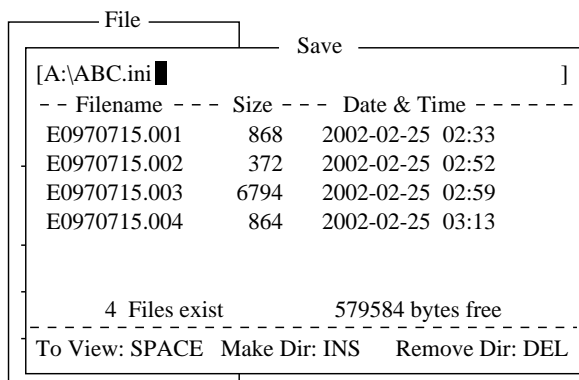 File
Save
[A:\ABC.ini ]
Filename Size Date & Time
E0970715.001 868 2002-02-25 02:33
E0970715.002 372 2002-02-25 02:52
E0970715.003 6794 2002-02-25 02:59
E0970715.004 864 2002-02-25 03:13
4 Files exist 579584 bytes free
To View: SPACE Make Dir: INS Remove Dir: DEL